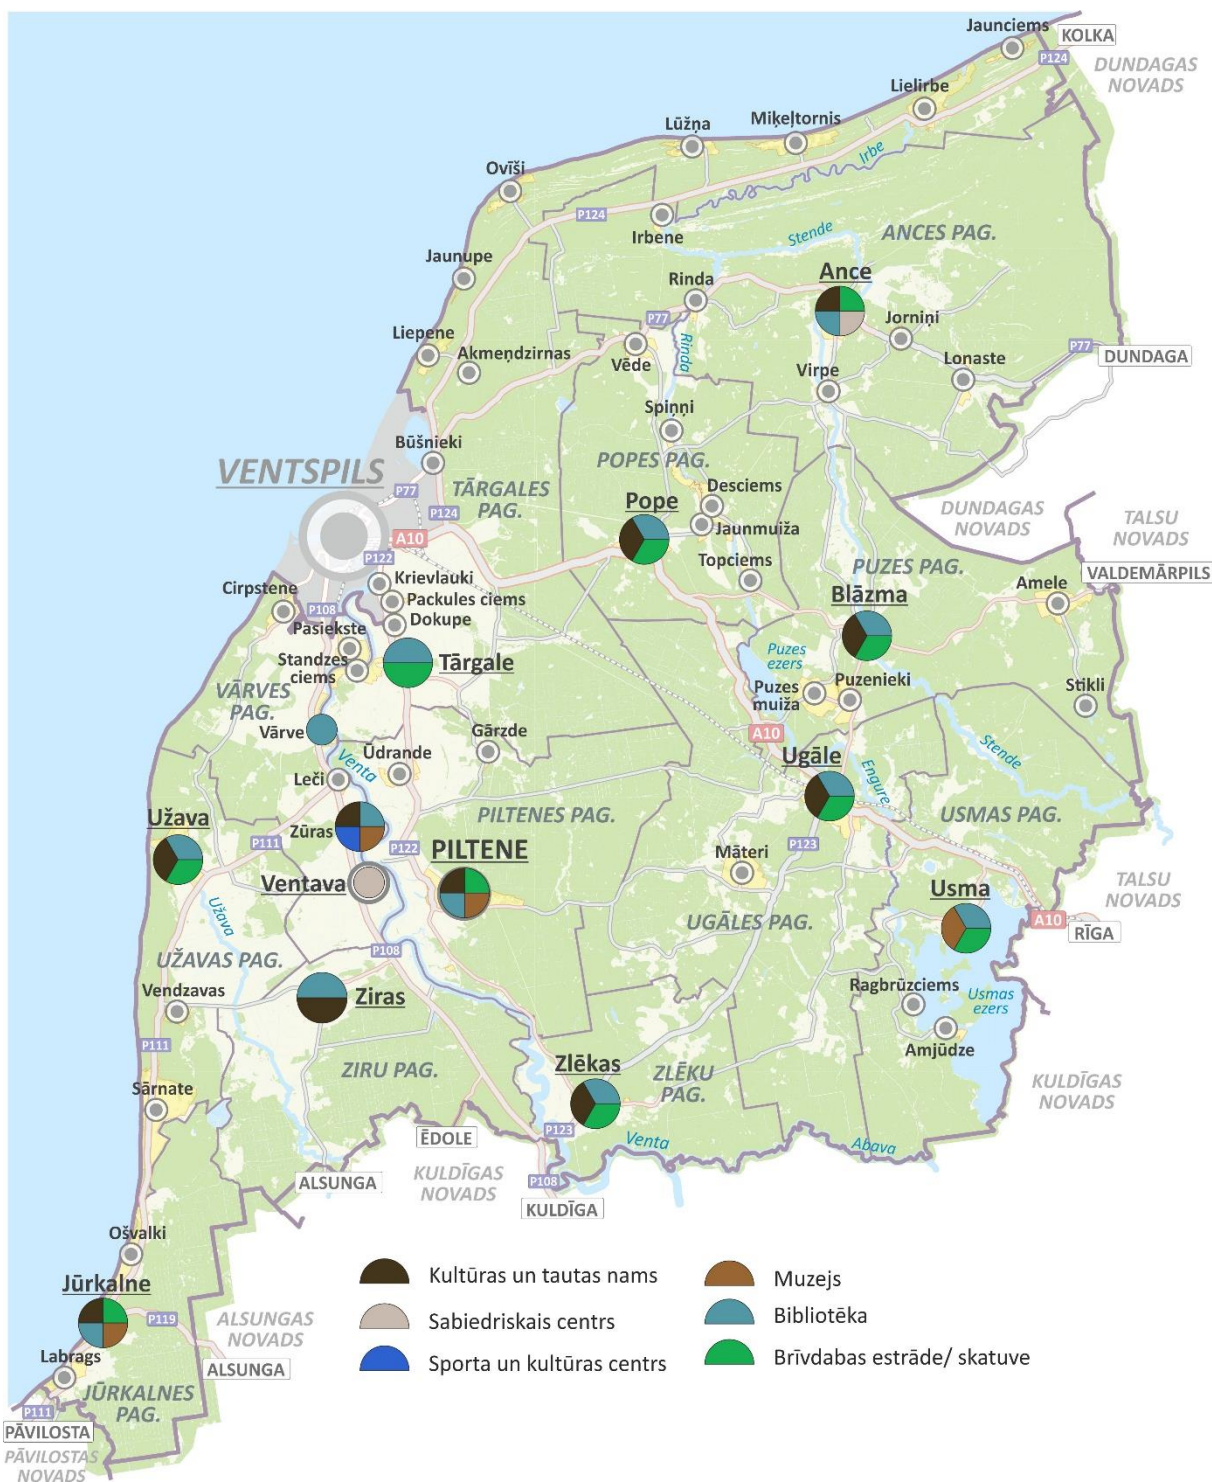 Jaunciems
KOLKA
P124
DUNDAGAS
NOVADS
Lielirbe
Miķeļtornis
Lūžņa
Irbe
Ovīši
P124
Irbene
Stende
ANCES PAG.
Jaunupe
Rinda
Ance
P77
Rinda
Jorniņi
Liepene
Akmeņdzirnas
Vēde
Virpe
Lonaste
P77
DUNDAGA
Spiņņi
Būšnieki
POPES PAG.
VENTSPILS
P77
TĀRGALES
PAG.
P124
Desciems
Pope
Jaunmuiža
DUNDAGAS
NOVADS
TALSU
NOVADS
A10
P122
Topciems
PUZES PAG.
VALDEMĀRPILS
Krievlauki
Amele
Cirpstene
P108
Packules ciems
Blāzma
Dokupe
Pasiekste
Standzes
ciems
Tārgale
Puzes
ezers
VĀRVES
PAG.
Puzes
muiža
Puzenieki
Stikli
Vārve
A10
Gārzde
Stende
Venta
Ūdrande
Ugāle
Engure
Leči
Užava
PILTENES PAG.
USMAS PAG.
Zūras
P111
P122
PILTENE
P123
Māteri
Ventava
Usma
TALSU
NOVADS
Užava
UGĀLES PAG.
A10
RĪGA
P108
UŽAVAS PAG.
Vendzavas
Ziras
Ragbrūzciems
Usmas
ezers
P111
Amjūdze
Zlēkas
ZIRU PAG.
ZLĒKU
PAG.
Sārnate
KULDĪGAS
NOVADS
P123
ĒDOLE
Venta
Abava
ALSUNGA
KULDĪGAS
NOVADS
P108
KULDĪGA
Ošvalki
Jūrkalne
P119
ALSUNGAS
NOVADS
Labrags
ALSUNGA
JŪRKALNES
PAG.
P111
PĀVILOSTA
PĀVILOSTAS
NOVADS
Kultūras un tautas nams
Sabiedriskais centrs
Sporta un kultūras centrs
Muzejs
Bibliotēka
Brīvdabas estrāde/ skatuve